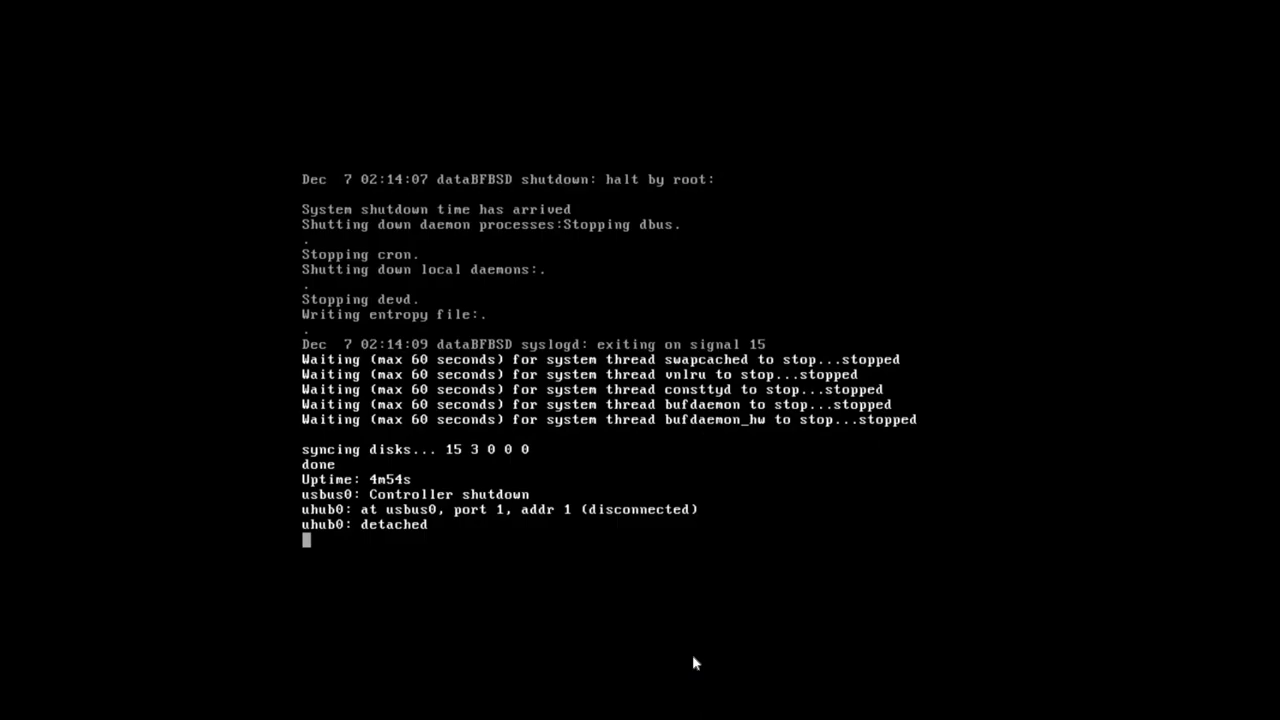 Dec  7 02:14:07 dataBFBSD shutdown: halt by root:
System shutdown time has arrived
Shutting down daemon processes:Stopping dbus.
.
Stopping cron.
Shutting down local daemons:.
.
Stopping devd.
Writing entropy file:.
.
Dec  7 02:14:09 dataBFBSD syslogd: exiting on signal 15
Waiting (max 60 seconds) for system thread swapcached to stop...stopped
Waiting (max 60 seconds) for system thread vnlru to stop...stopped
Waiting (max 60 seconds) for system thread consttyd to stop...stopped
Waiting (max 60 seconds) for system thread bufdaemon to stop...stopped
Waiting (max 60 seconds) for system thread bufdaemon_hw to stop...stopped
syncing disks... 15 3 0 0 0
done
Uptime: 4m54s
usbus0: Controller shutdown
uhub0: at usbus0, port 1, addr 1 (disconnected)
uhub0: detached